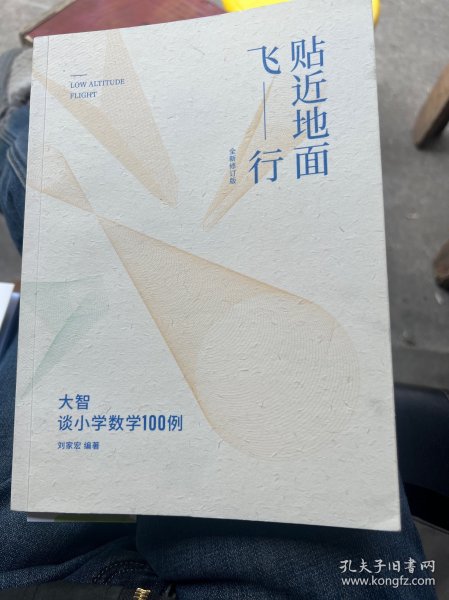 贴近地面
飞——行
全新修订版
LOW ALTITUDE
FLIGHT
大智
谈小学数学100例
刘家宏 编著
孔夫子旧书网
www.kongfz.com